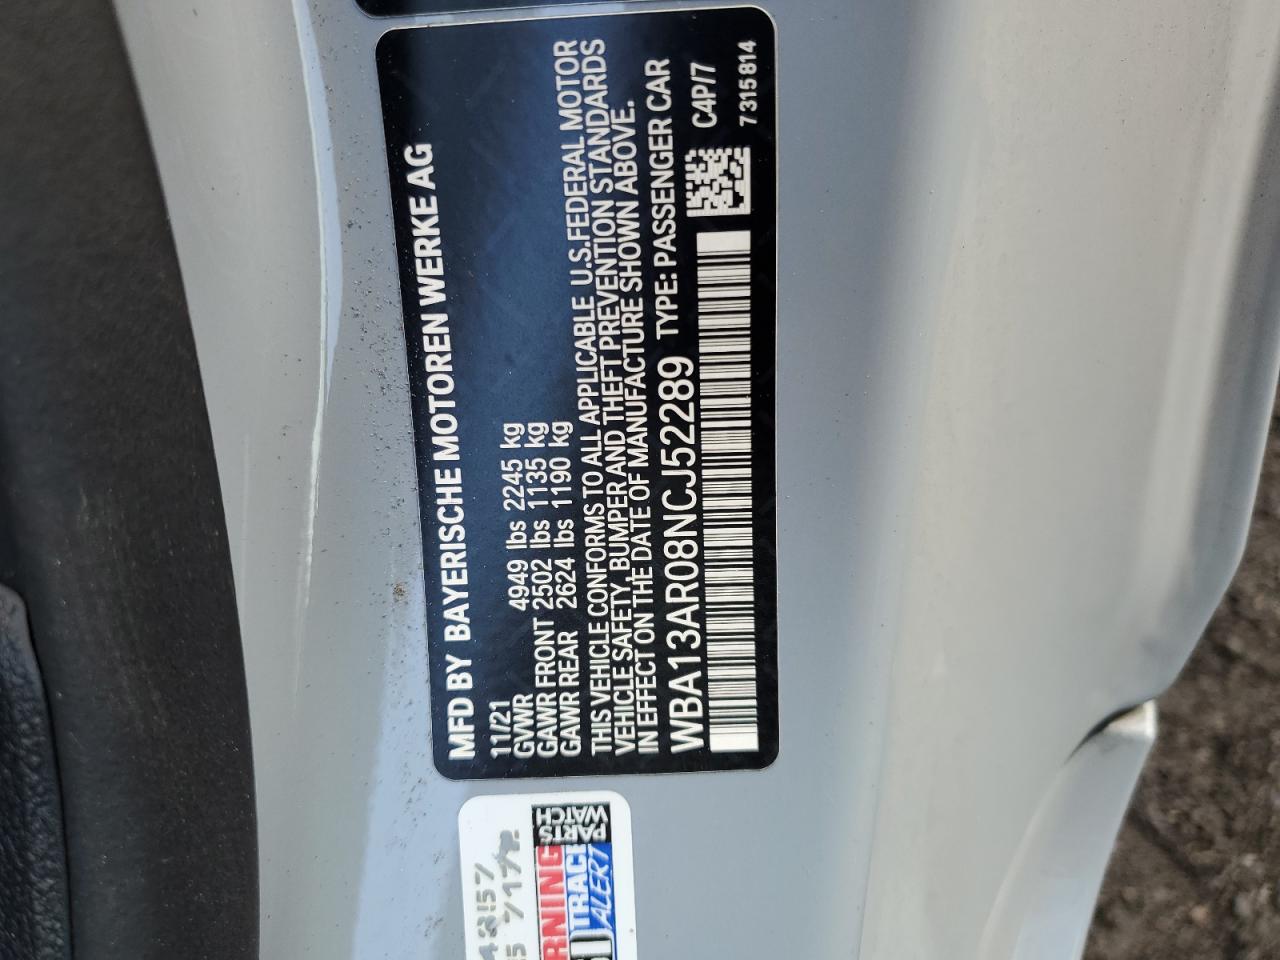 MFD BY BAYERISCHE MOTOREN WERKE AG
11/21
GVWR 4949 lbs 2245 kg
GAWR FRONT 2502 lbs 1135 kg
GAWR REAR 2624 lbs 1190 kg
THIS VEHICLE CONFORMS TO ALL APPLICABLE U.S.FEDERAL MOTOR
VEHICLE SAFETY, BUMPER AND THEFT PREVENTION STANDARDS
IN EFFECT ON THE DATE OF MANUFACTURE SHOWN ABOVE.
WBA13AR08NCJ52289 TYPE: PASSENGER CAR
C4P/7
7315814
RNING PARTS
TRACE WATCH
ALERT